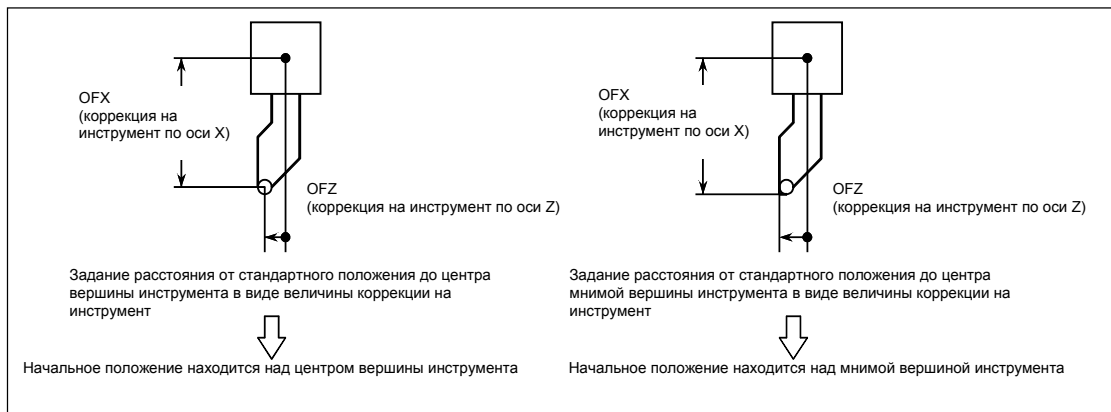 OFX
(коррекция на
инструмент по оси X)
OFZ
(коррекция на инструмент по оси Z)
Задание расстояния от стандартного положения до центра
вершины инструмента в виде величины коррекции на
инструмент
Начальное положение находится над центром вершины инструмента
OFX
(коррекция на
инструмент по оси X)
OFZ
(коррекция на инструмент по оси Z)
Задание расстояния от стандартного положения до центра
мнимой вершины инструмента в виде величины коррекции на
инструмент
Начальное положение находится над мнимой вершиной инструмента